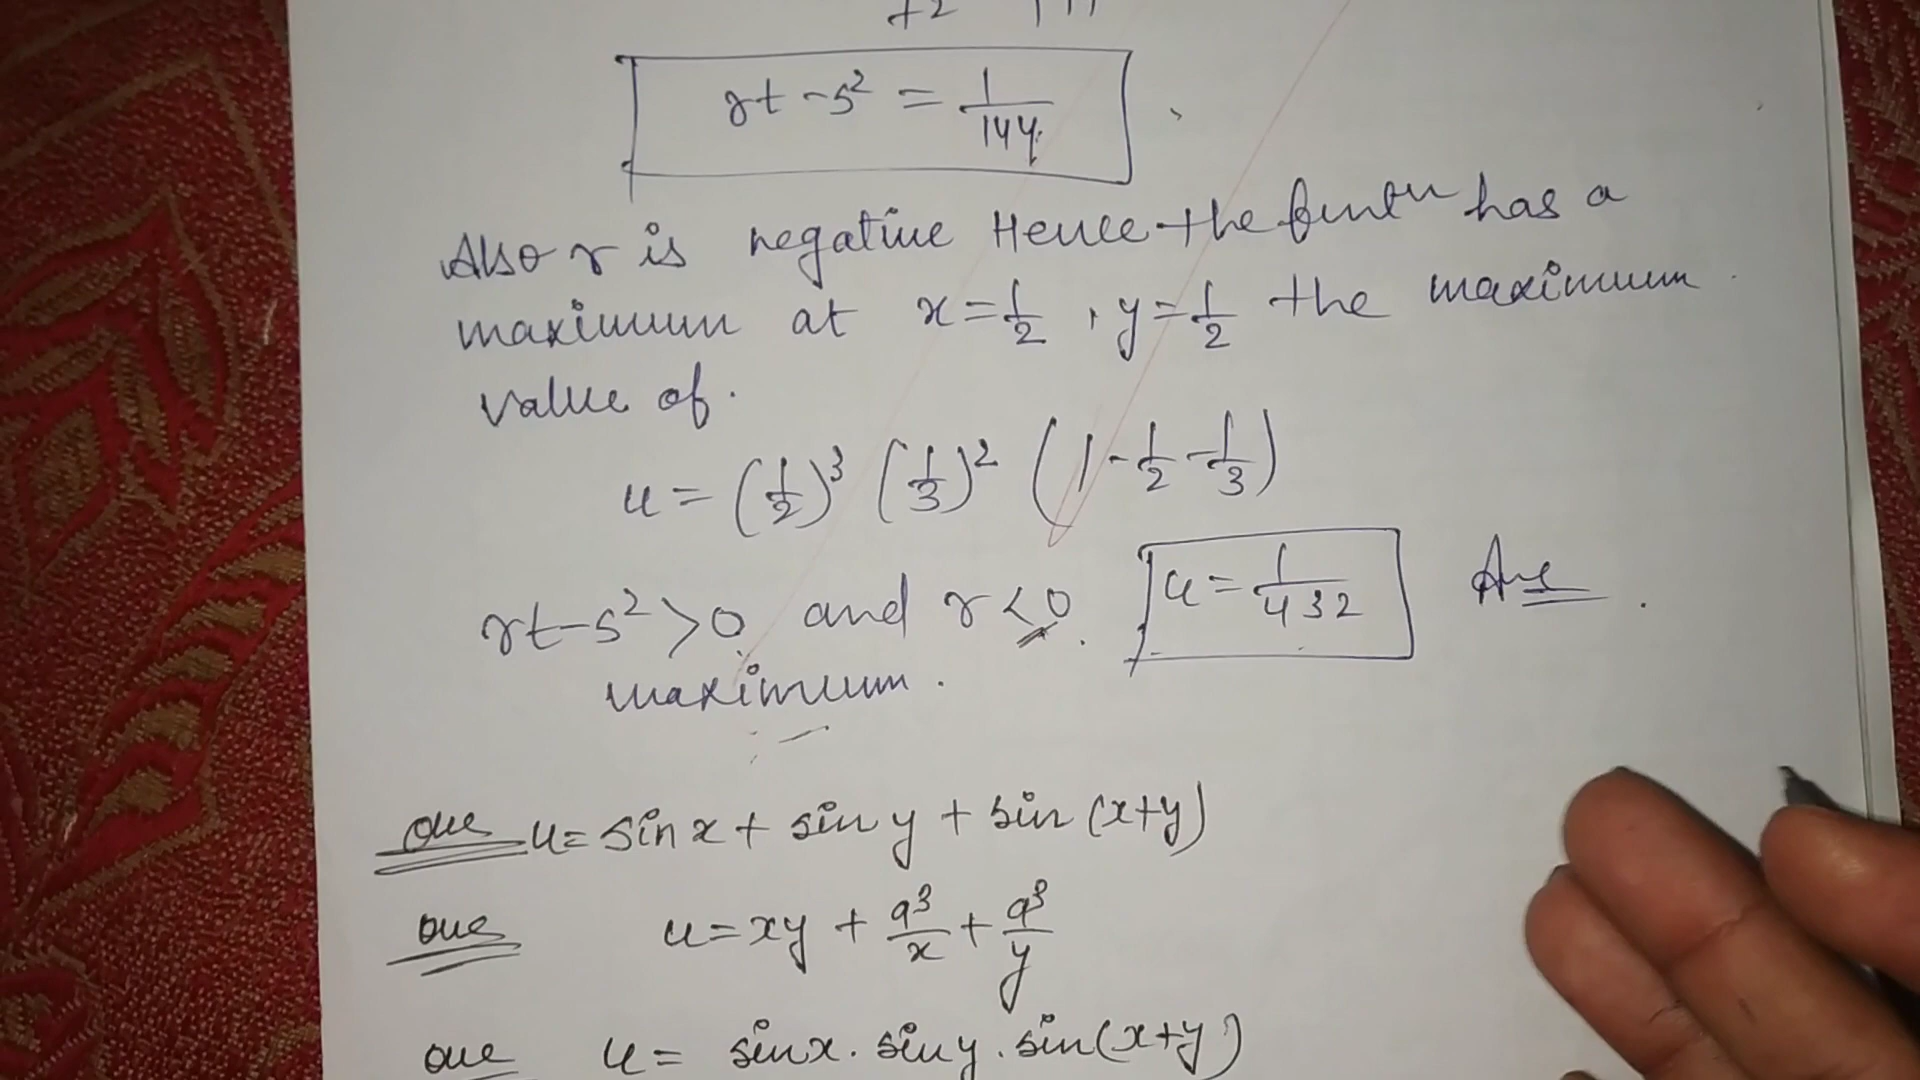 rt - s² = 1/144
Also r is negative Hence the funtn has a
maximum at x = 1/2, y = 1/2 the maximum
value of.
u = (1/2)³ (1/3)² (1 - 1/2 - 1/3)
rt - s² > 0 and r < 0. u = 1/432 Ans.
maximum.
Que u = sin x + sin y + sin (x+y)
Que u = xy + a³/x + a³/y
Que u = sinx . siny . sin(x+y)